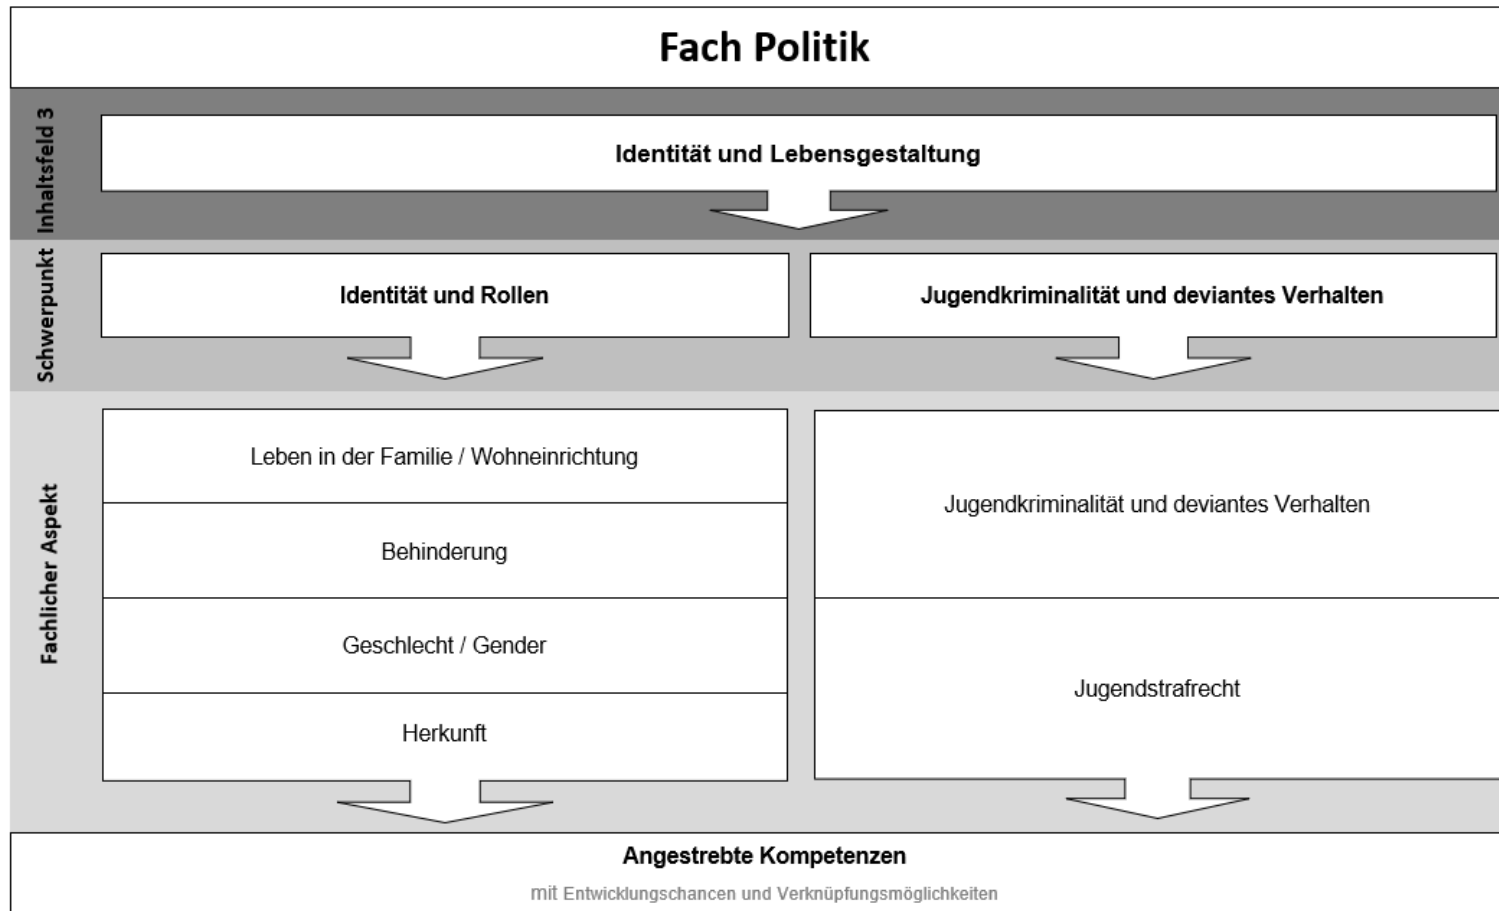 Fach Politik
Inhaltsfeld 3
Identität und Lebensgestaltung
Schwerpunkt
Identität und Rollen
Jugendkriminalität und deviantes Verhalten
Fachlicher Aspekt
Leben in der Familie / Wohneinrichtung
Behinderung
Geschlecht / Gender
Herkunft
Jugendkriminalität und deviantes Verhalten
Jugendstrafrecht
Angestrebte Kompetenzen
mit Entwicklungschancen und Verknüpfungsmöglichkeiten